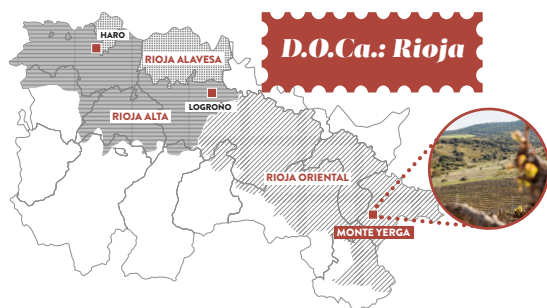 D.O.Ca.: Rioja
HARO
RIOJA ALAVESA
LOGROÑO
RIOJA ALTA
RIOJA ORIENTAL
MONTE YERGA